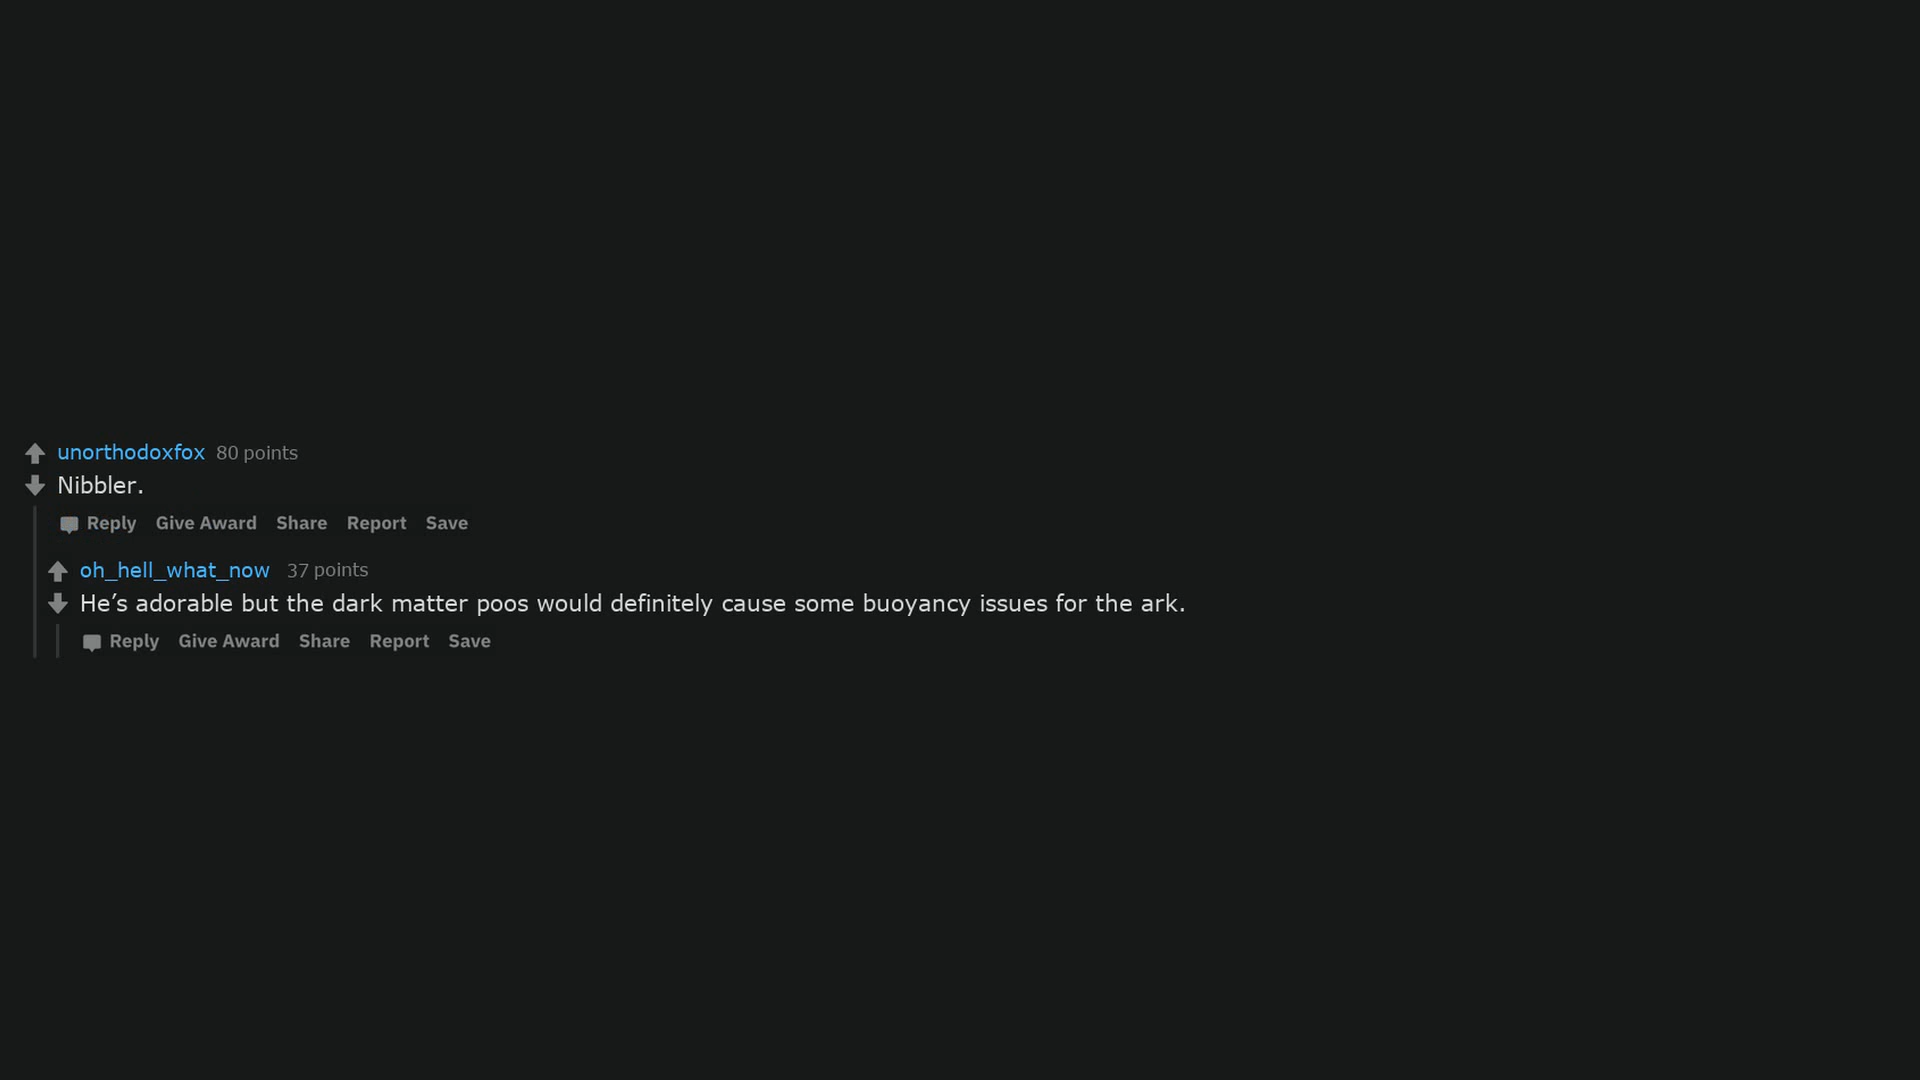 unorthodoxfox 80 points
Nibbler.
Reply Give Award Share Report Save
oh_hell_what_now 37 points
He’s adorable but the dark matter poos would definitely cause some buoyancy issues for the ark.
Reply Give Award Share Report Save